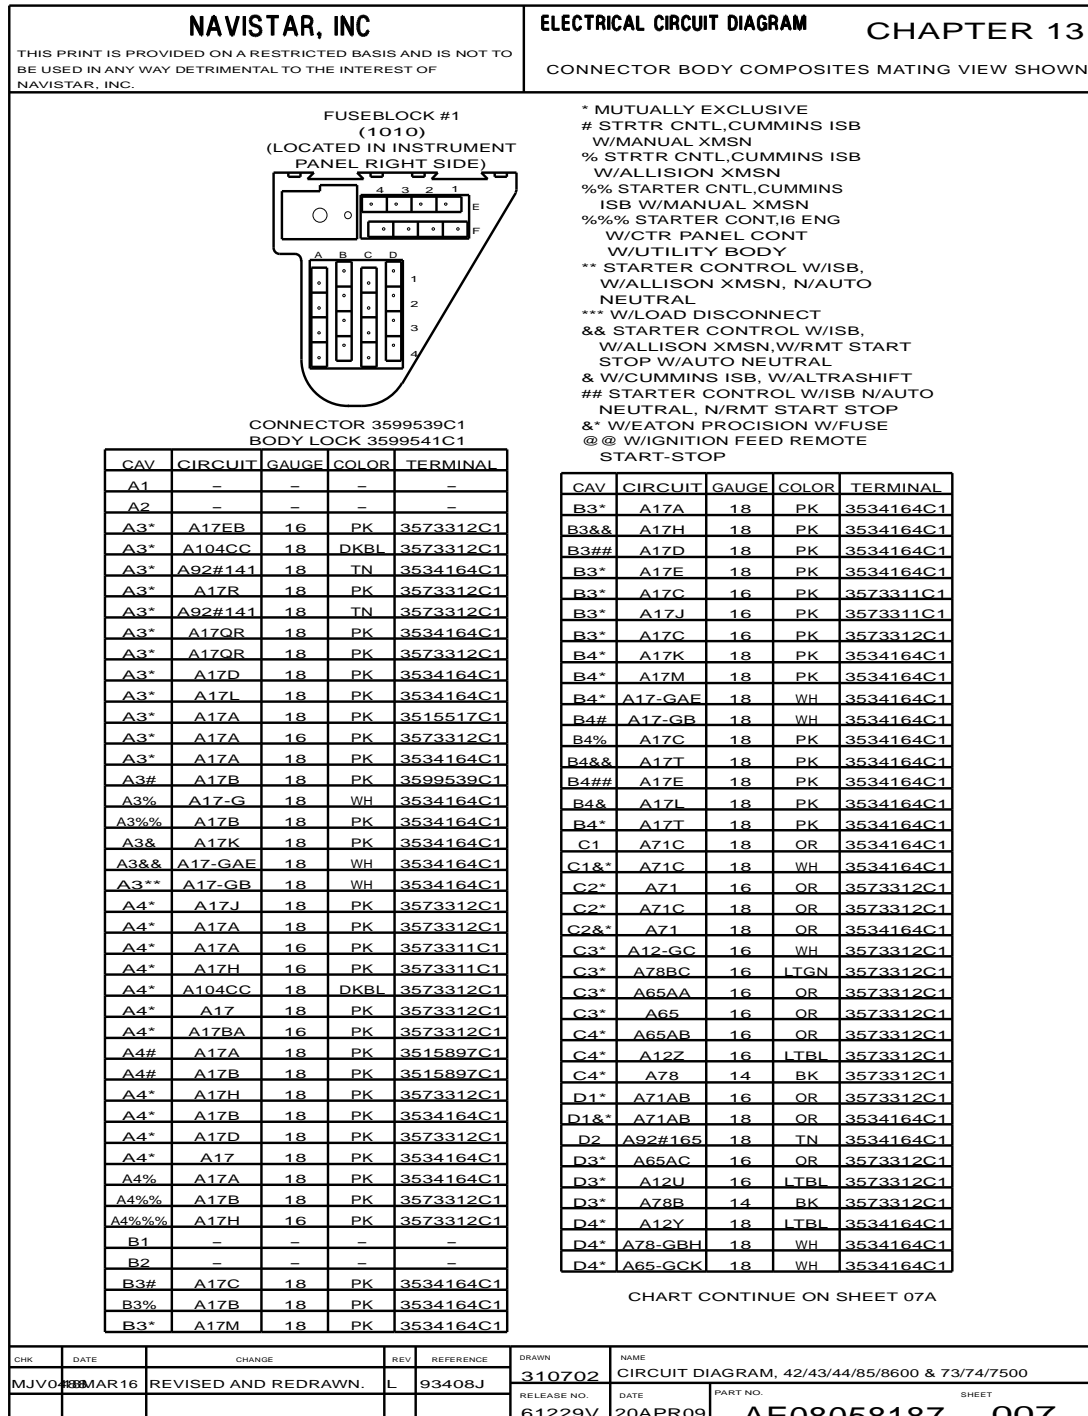 NAVISTAR, INC
THIS PRINT IS PROVIDED ON A RESTRICTED BASIS AND IS NOT TO
BE USED IN ANY WAY DETRIMENTAL TO THE INTEREST OF
NAVISTAR, INC.
ELECTRICAL CIRCUIT DIAGRAM CHAPTER 13
CONNECTOR BODY COMPOSITES MATING VIEW SHOWN
FUSEBLOCK #1
(1010)
(LOCATED IN INSTRUMENT
PANEL RIGHT SIDE)
4 3 2 1
E
F
A B C D
1
2
3
4
CONNECTOR 3599539C1
BODY LOCK 3599541C1
* MUTUALLY EXCLUSIVE
# STRTR CNTL,CUMMINS ISB
W/MANUAL XMSN
% STRTR CNTL,CUMMINS ISB
W/ALLISION XMSN
%% STARTER CNTL,CUMMINS
ISB W/MANUAL XMSN
%%% STARTER CONT,I6 ENG
W/CTR PANEL CONT
W/UTILITY BODY
** STARTER CONTROL W/ISB,
W/ALLISON XMSN, N/AUTO
NEUTRAL
*** W/LOAD DISCONNECT
&& STARTER CONTROL W/ISB,
W/ALLISON XMSN,W/RMT START
STOP W/AUTO NEUTRAL
& W/CUMMINS ISB, W/ALTRASHIFT
## STARTER CONTROL W/ISB N/AUTO
NEUTRAL, N/RMT START STOP
&* W/EATON PROCISION W/FUSE
@@ W/IGNITION FEED REMOTE
START-STOP
CAV CIRCUIT GAUGE COLOR TERMINAL
A1 – – – –
A2 – – – –
A3* A17EB 16 PK 3573312C1
A3* A104CC 18 DKBL 3573312C1
A3* A92#141 18 TN 3534164C1
A3* A17R 18 PK 3573312C1
A3* A92#141 18 TN 3573312C1
A3* A17QR 18 PK 3534164C1
A3* A17QR 18 PK 3573312C1
A3* A17D 18 PK 3534164C1
A3* A17L 18 PK 3534164C1
A3* A17A 18 PK 3515517C1
A3* A17A 16 PK 3573312C1
A3* A17A 18 PK 3534164C1
A3# A17B 18 PK 3599539C1
A3% A17-G 18 WH 3534164C1
A3%% A17B 18 PK 3534164C1
A3& A17K 18 PK 3534164C1
A3&& A17-GAE 18 WH 3534164C1
A3** A17-GB 18 WH 3534164C1
A4* A17J 18 PK 3573312C1
A4* A17A 18 PK 3573312C1
A4* A17A 16 PK 3573311C1
A4* A17H 16 PK 3573311C1
A4* A104CC 18 DKBL 3573312C1
A4* A17 18 PK 3573312C1
A4* A17BA 16 PK 3573312C1
A4# A17A 18 PK 3515897C1
A4# A17B 18 PK 3515897C1
A4* A17H 18 PK 3573312C1
A4* A17B 18 PK 3534164C1
A4* A17D 18 PK 3573312C1
A4* A17 18 PK 3534164C1
A4% A17A 18 PK 3534164C1
A4%% A17B 18 PK 3573312C1
A4%%% A17H 16 PK 3573312C1
B1 – – – –
B2 – – – –
B3# A17C 18 PK 3534164C1
B3% A17B 18 PK 3534164C1
B3* A17M 18 PK 3534164C1
CAV CIRCUIT GAUGE COLOR TERMINAL
B3* A17A 18 PK 3534164C1
B3&& A17H 18 PK 3534164C1
B3## A17D 18 PK 3534164C1
B3* A17E 18 PK 3534164C1
B3* A17C 16 PK 3573311C1
B3* A17J 16 PK 3573311C1
B3* A17C 16 PK 3573312C1
B4* A17K 18 PK 3534164C1
B4* A17M 18 PK 3534164C1
B4* A17-GAE 18 WH 3534164C1
B4# A17-GB 18 WH 3534164C1
B4% A17C 18 PK 3534164C1
B4&& A17T 18 PK 3534164C1
B4## A17E 18 PK 3534164C1
B4& A17L 18 PK 3534164C1
B4* A17T 18 PK 3534164C1
C1 A71C 18 OR 3534164C1
C1&* A71C 18 WH 3534164C1
C2* A71 16 OR 3573312C1
C2* A71C 18 OR 3573312C1
C2&* A71 18 OR 3534164C1
C3* A12-GC 16 WH 3573312C1
C3* A78BC 16 LTGN 3573312C1
C3* A65AA 16 OR 3573312C1
C3* A65 16 OR 3573312C1
C4* A65AB 16 OR 3573312C1
C4* A12Z 16 LTBL 3573312C1
C4* A78 14 BK 3573312C1
D1* A71AB 16 OR 3573312C1
D1&* A71AB 18 OR 3534164C1
D2 A92#165 18 TN 3534164C1
D3* A65AC 16 OR 3573312C1
D3* A12U 16 LTBL 3573312C1
D3* A78B 14 BK 3573312C1
D4* A12Y 18 LTBL 3534164C1
D4* A78-GBH 18 WH 3534164C1
D4* A65-GCK 18 WH 3534164C1
CHART CONTINUE ON SHEET 07A
CHK DATE CHANGE REV REFERENCE
MAR16 REVISED AND REDRAWN. L 93408J
DRAWN NAME
310702 CIRCUIT DIAGRAM, 42/43/44/85/8600 & 73/74/7500
RELEASE NO. DATE PART NO. SHEET
61229V 20APR09 AE08058187 007